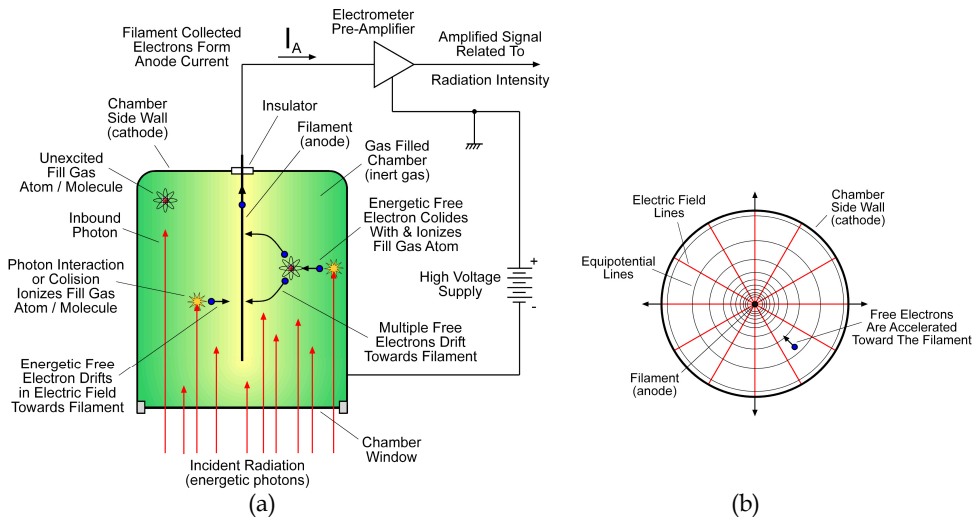 Filament Collected
Electrons Form
Anode Current
I_A
Electrometer
Pre-Amplifier
Amplified Signal
Related To
Radiation Intensity
Chamber
Side Wall
(cathode)
Insulator
Filament
(anode)
Unexcited
Fill Gas
Atom / Molecule
Gas Filled
Chamber
(inert gas)
Inbound
Photon
Energetic Free
Electron Colides
With & Ionizes
Fill Gas Atom
Photon Interaction
or Colision
Ionizes Fill Gas
Atom / Molecule
High Voltage
Supply
+
-
Multiple Free
Electrons Drift
Towards Filament
Energetic Free
Electron Drifts
in Electric Field
Towards Filament
Chamber
Window
Incident Radiation
(energetic photons)
(a)
Electric Field
Lines
Chamber
Side Wall
(cathode)
Equipotential
Lines
Free Electrons
Are Accelerated
Toward The Filament
Filament
(anode)
(b)